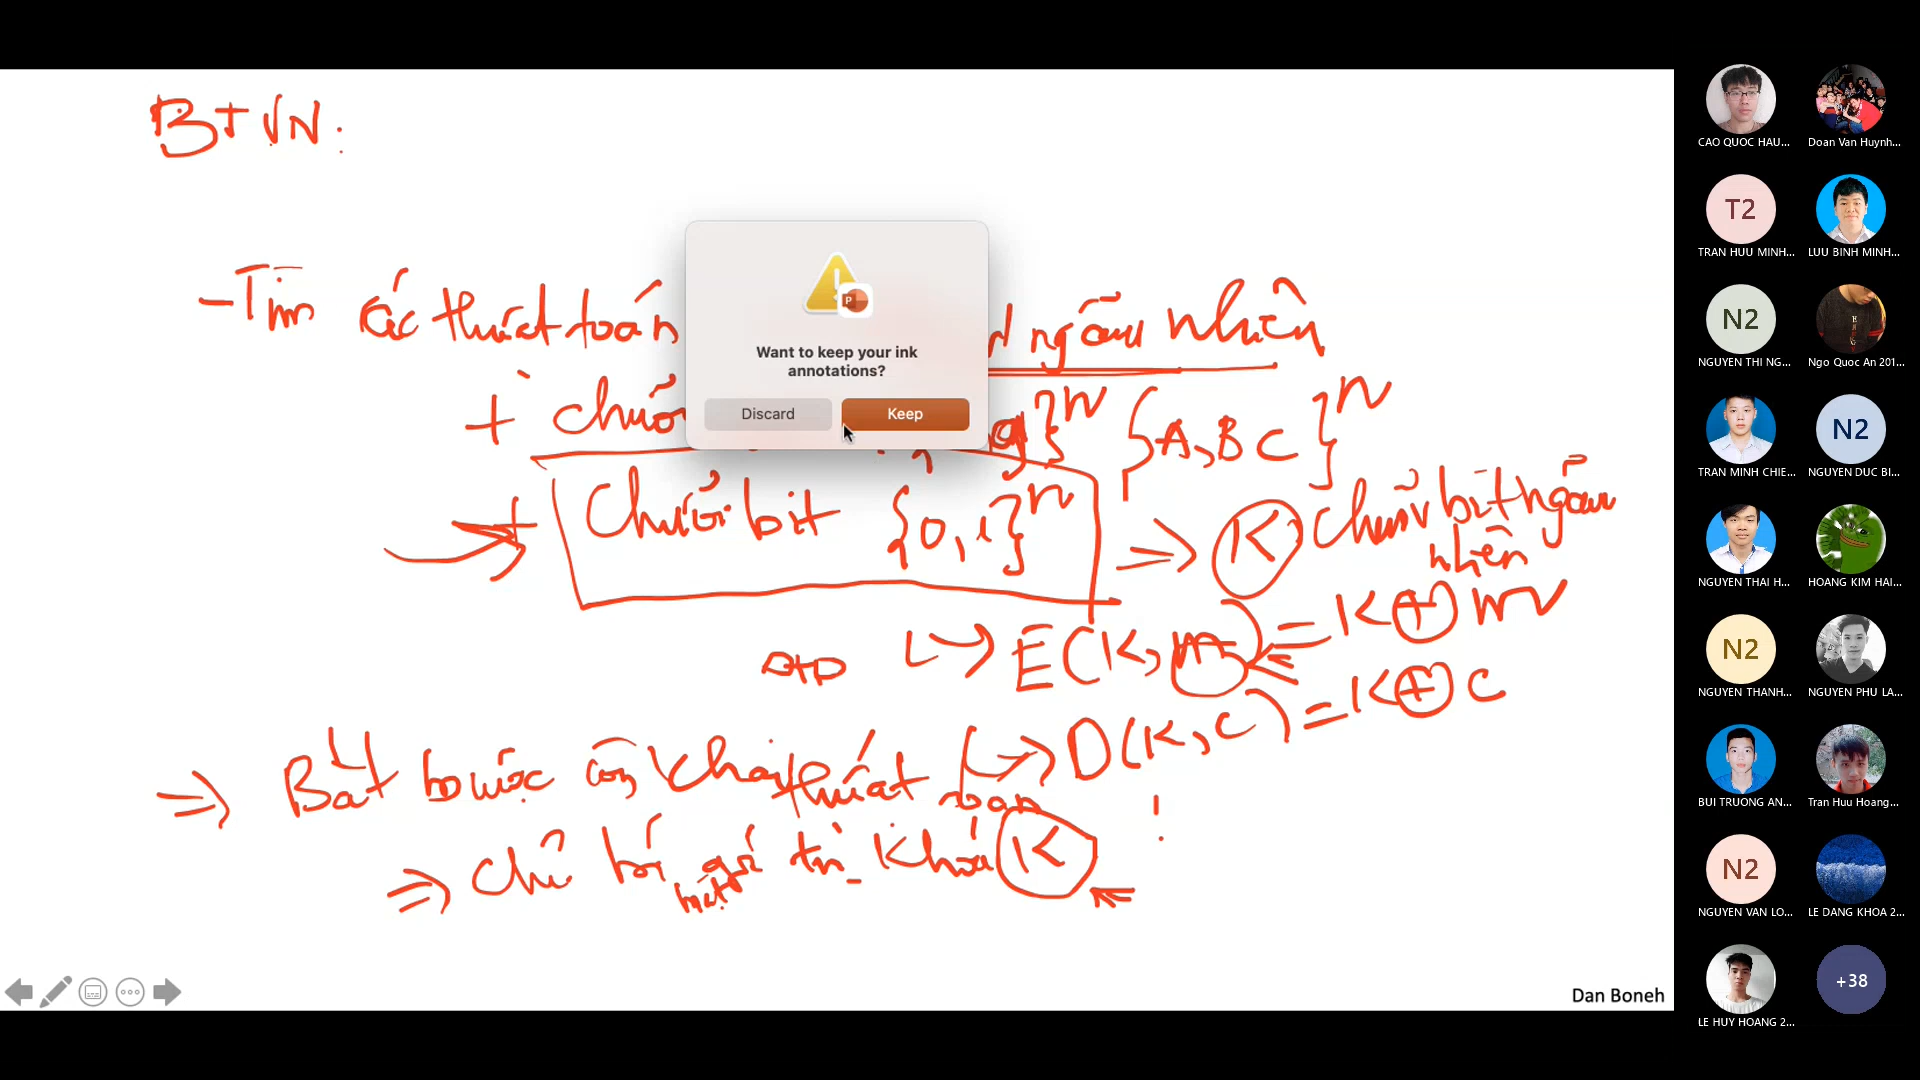 BTVN:
- Tìm các thuật toán ngẫu nhiên
+ chuỗi }ⁿ {A,B C}ⁿ
+ Chuỗi bit {0,1}ⁿ => K chuỗi bit ngẫu nhiên
↳ E(K,m) = K ⊕ m
OTP
↳ D(K,c) = K ⊕ c
=> Bắt buộc công khai thuật toán !
=> Chỉ bí mật giá trị khóa K
Want to keep your ink
annotations?
Discard Keep
Dan Boneh
CAO QUOC HAU... Doan Van Huynh...
T2
TRAN HUU MINH... LUU BINH MINH...
N2
NGUYEN THI NG... Ngo Quoc An 201...
N2
TRAN MINH CHIE... NGUYEN DUC BI...
NGUYEN THAI H... HOANG KIM HAI...
N2
NGUYEN THANH... NGUYEN PHU LA...
BUI TRUONG AN... Tran Huu Hoang...
N2
NGUYEN VAN LO... LE DANG KHOA 2...
+38
LE HUY HOANG 2...